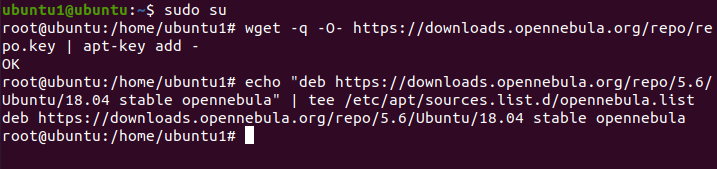 ubuntu1@ubuntu:~$ sudo su
root@ubuntu:/home/ubuntu1# wget -q -O- https://downloads.opennebula.org/repo/re
po.key | apt-key add -
OK
root@ubuntu:/home/ubuntu1# echo "deb https://downloads.opennebula.org/repo/5.6/
Ubuntu/18.04 stable opennebula" | tee /etc/apt/sources.list.d/opennebula.list
deb https://downloads.opennebula.org/repo/5.6/Ubuntu/18.04 stable opennebula
root@ubuntu:/home/ubuntu1#